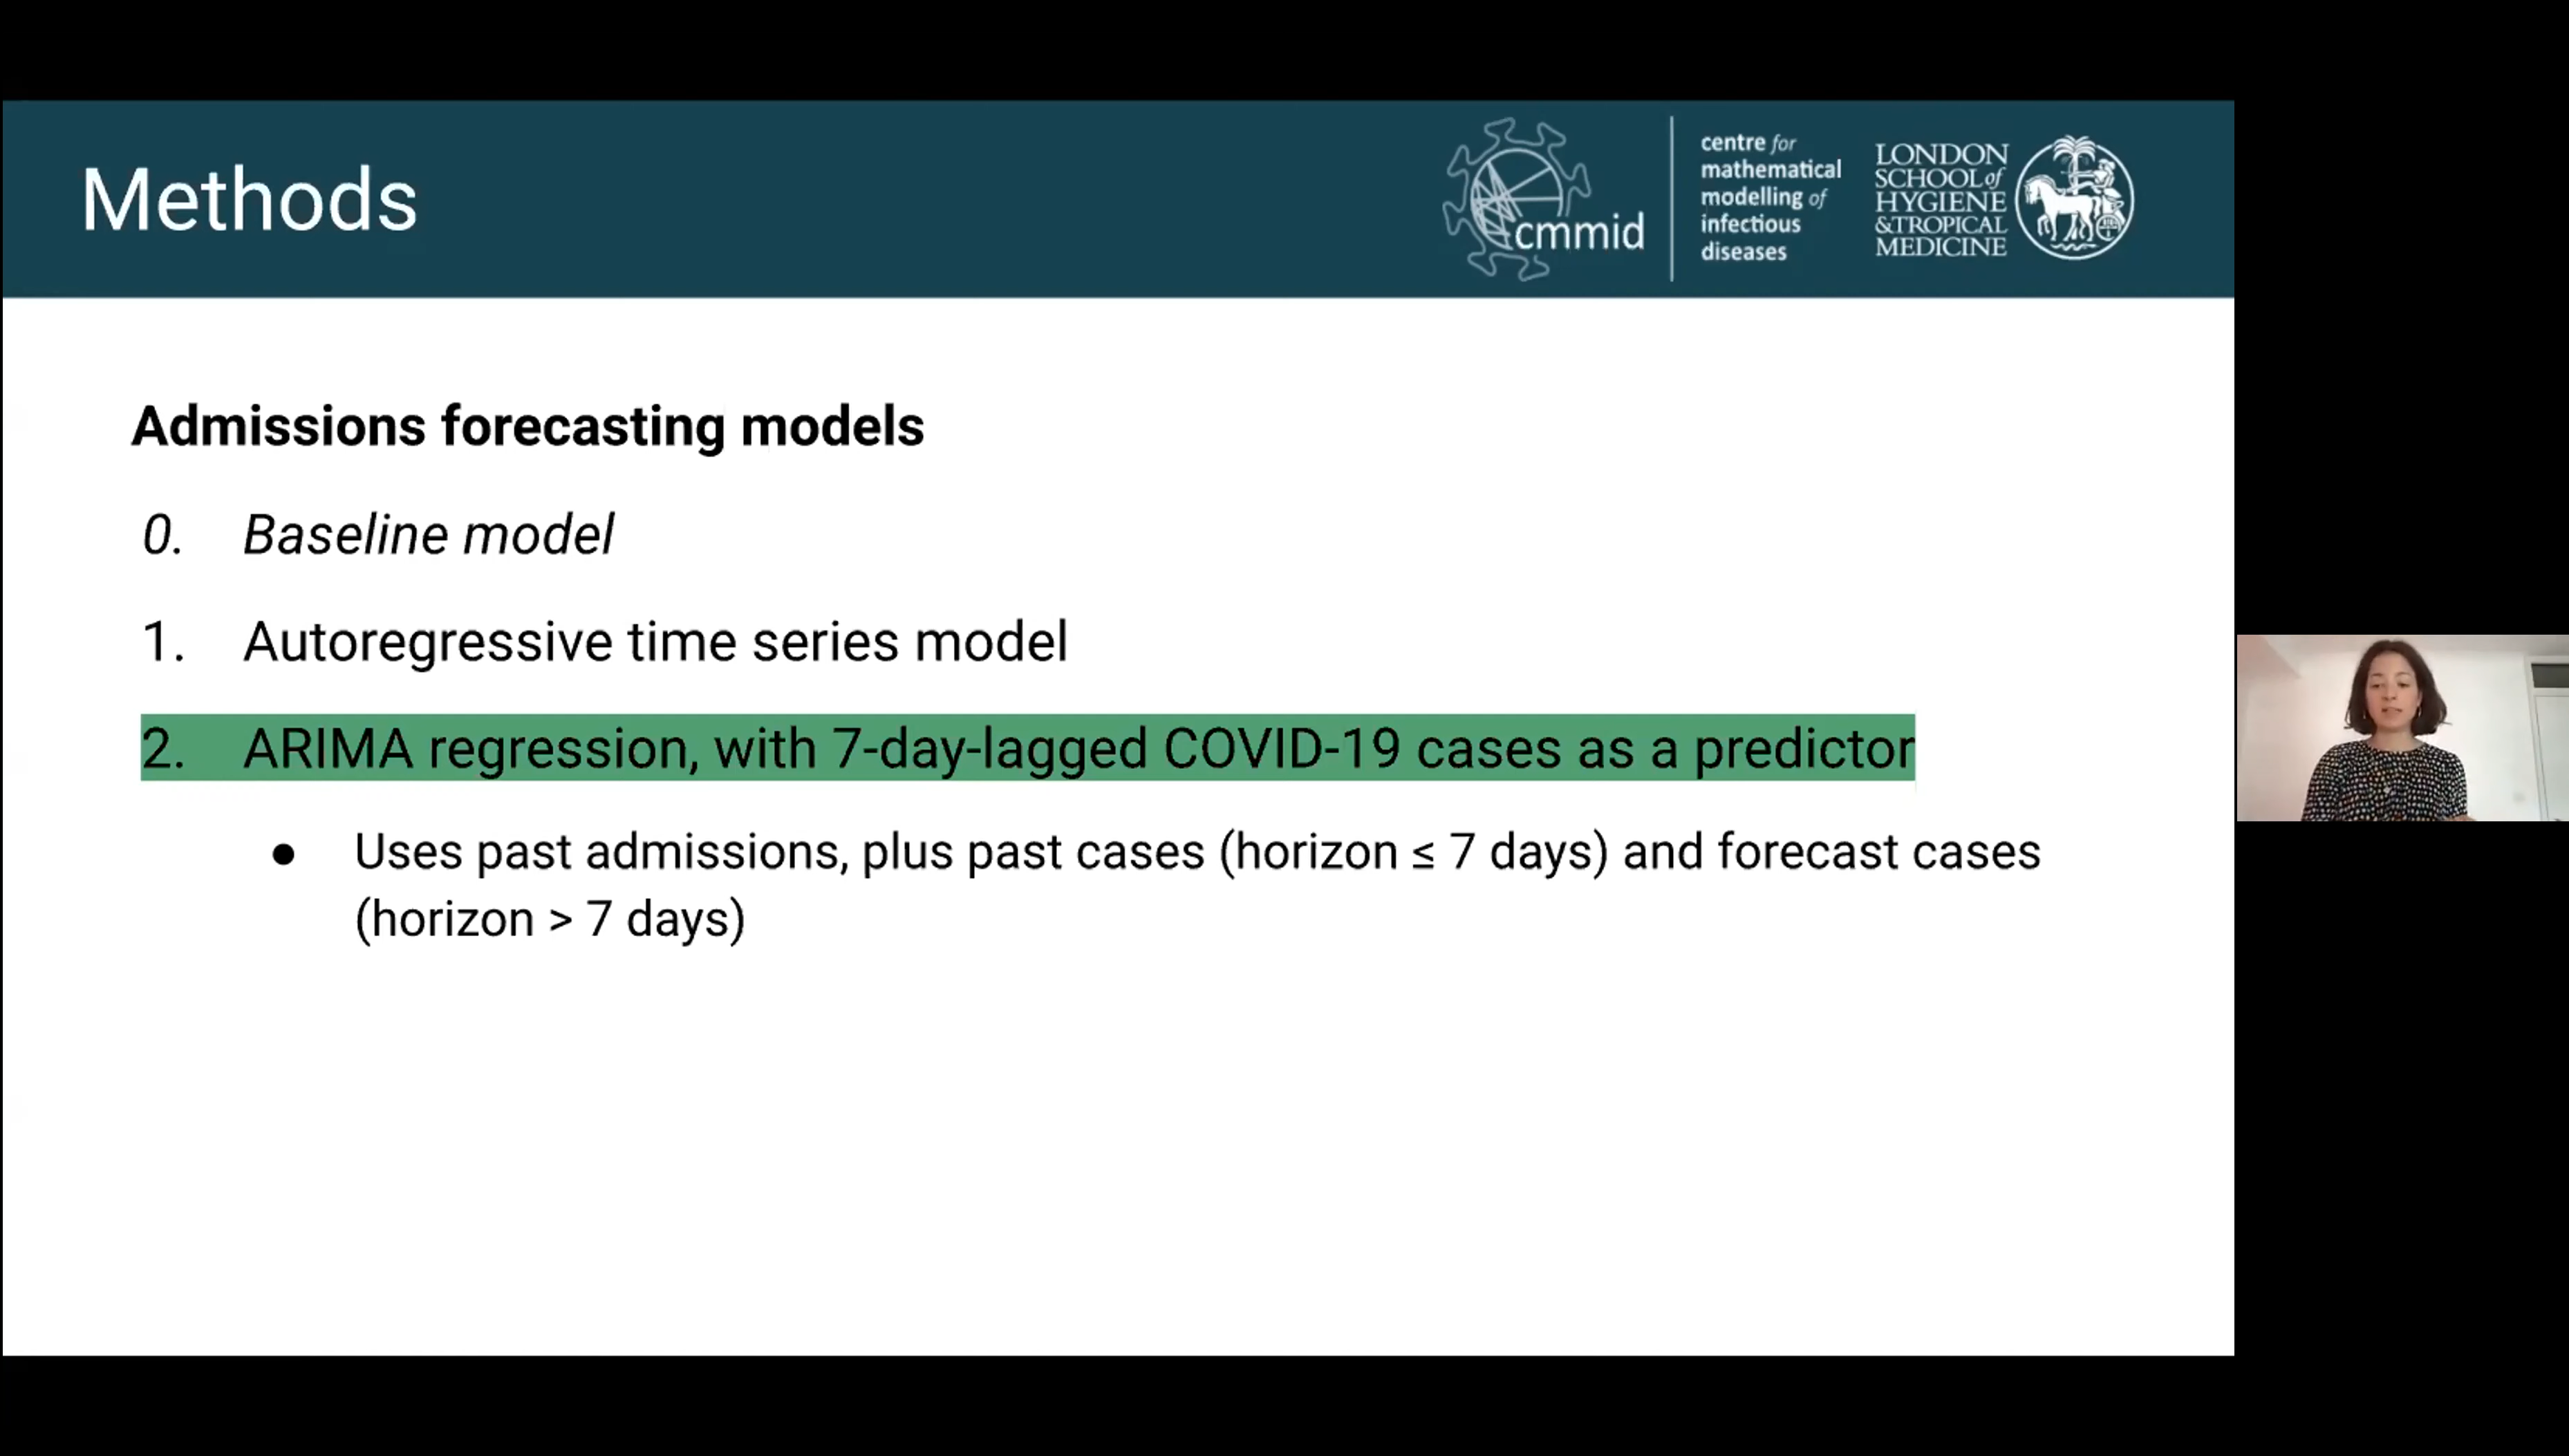 Methods
cmmid
centre for
mathematical
modelling of
infectious
diseases
LONDON
SCHOOL of
HYGIENE
&TROPICAL
MEDICINE
Admissions forecasting models
0. Baseline model
1. Autoregressive time series model
2. ARIMA regression, with 7-day-lagged COVID-19 cases as a predictor
● Uses past admissions, plus past cases (horizon ≤ 7 days) and forecast cases
(horizon > 7 days)